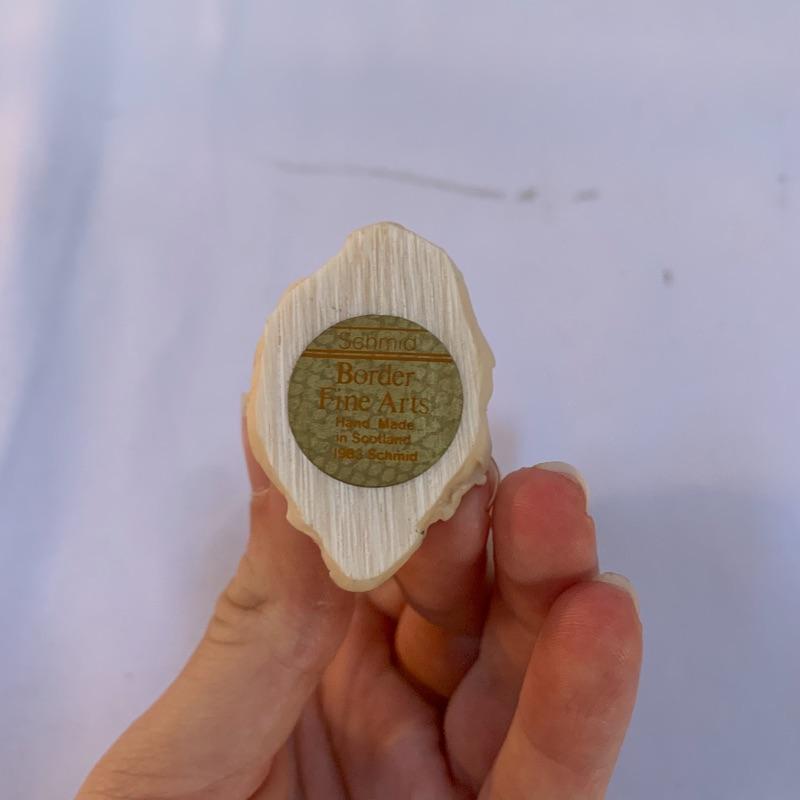 Schmid
Border
Fine Arts
Hand Made
in Scotland
1983 Schmid